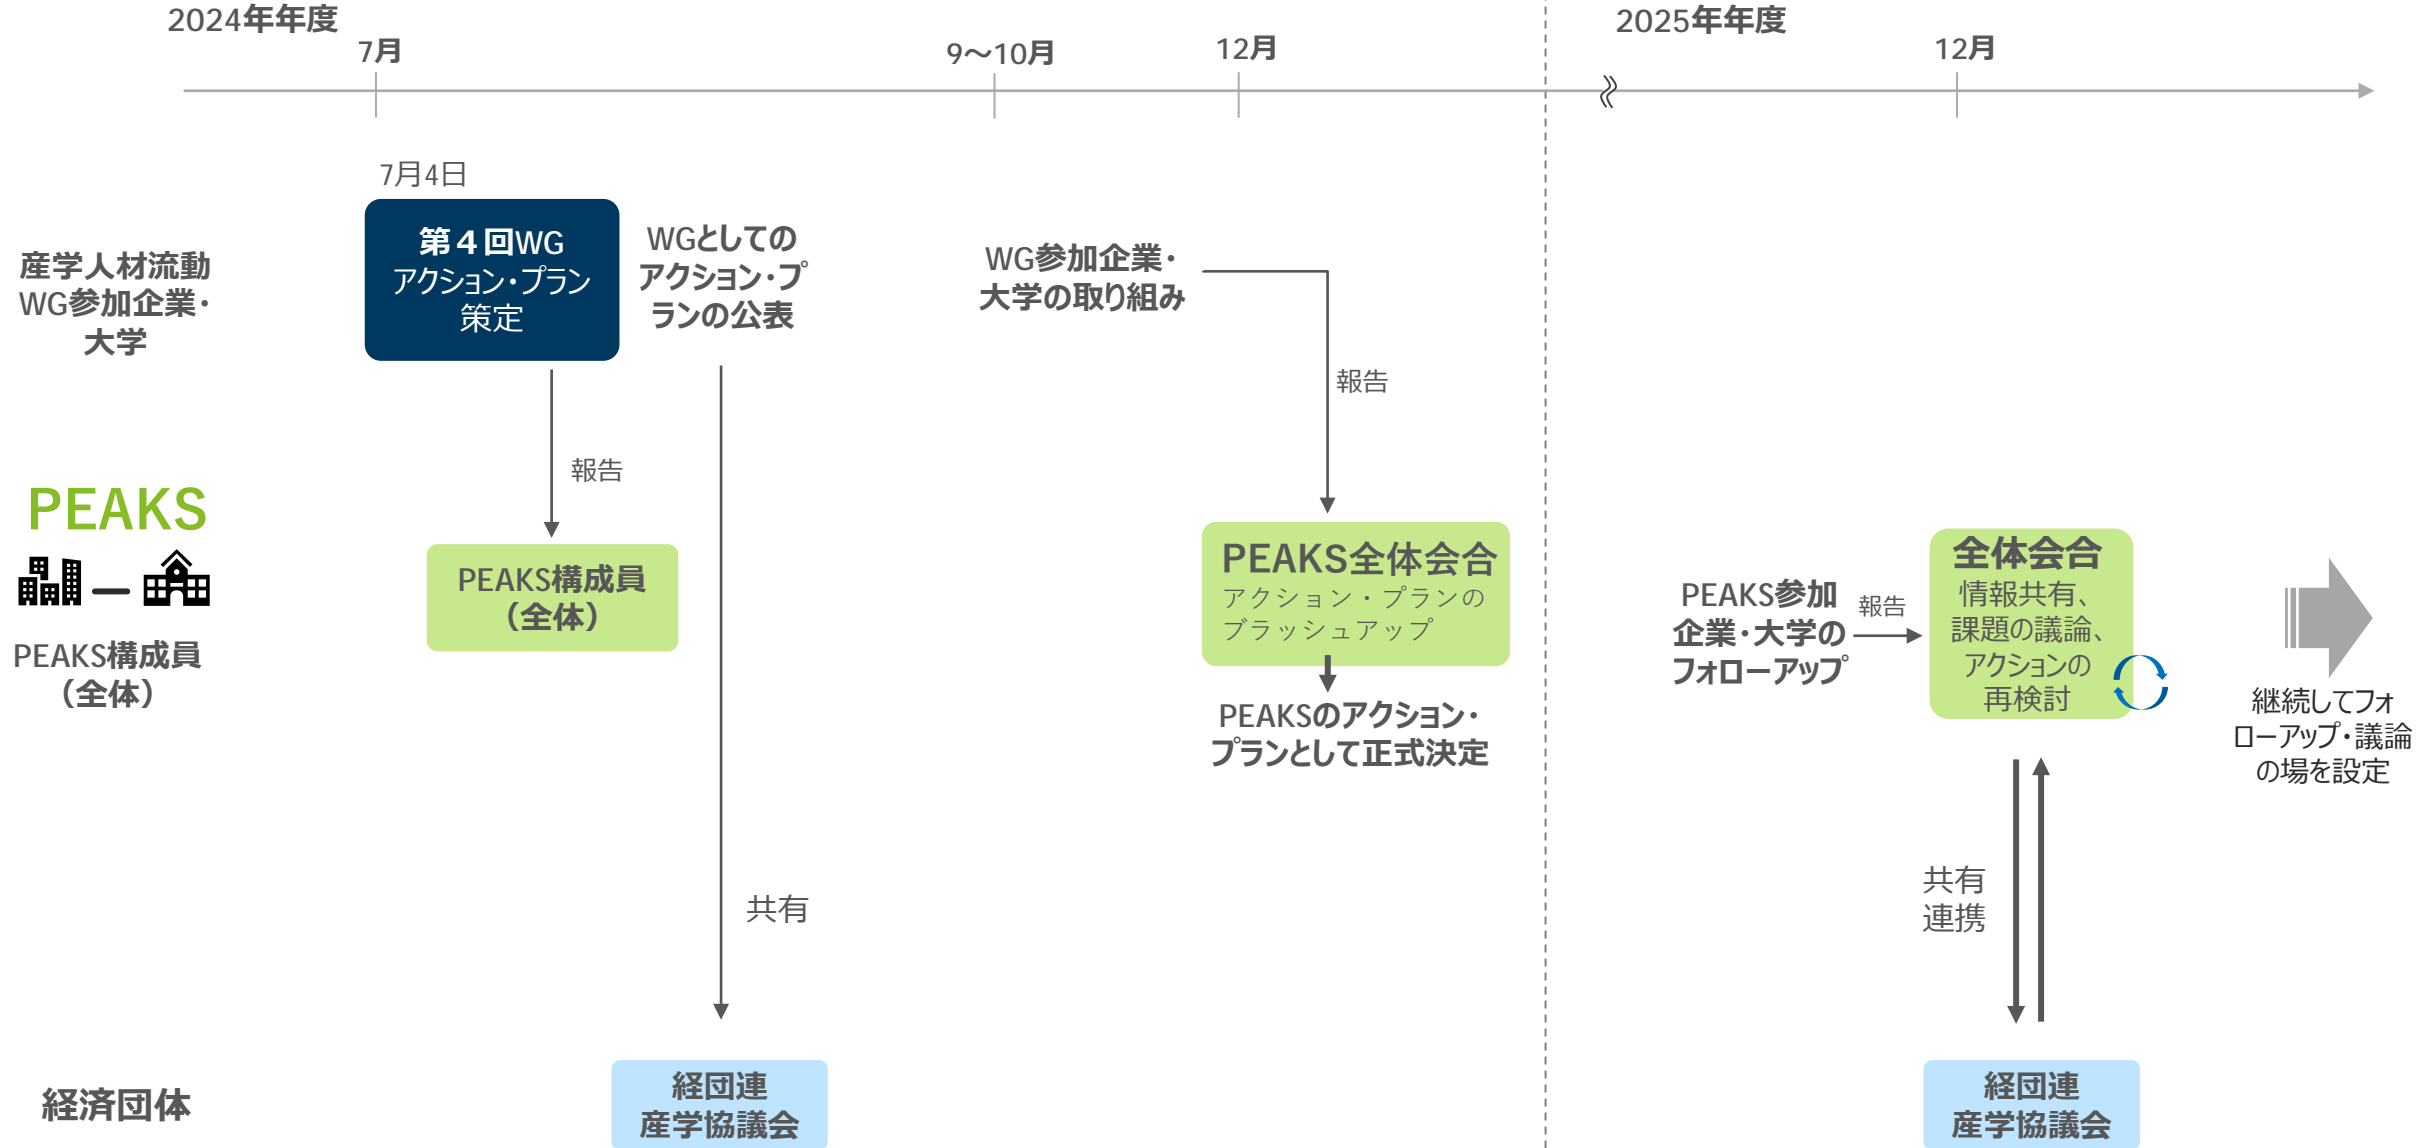 2024年年度
7月
9～10月
12月
2025年年度
12月
7月4日
産学人材流動
WG参加企業・
大学
第４回WG
アクション・プラン
策定
WGとしての
アクション・プ
ランの公表
WG参加企業・
大学の取り組み
報告
報告
PEAKS
PEAKS構成員
（全体）
PEAKS構成員
（全体）
PEAKS全体会合
アクション・プランの
ブラッシュアップ
PEAKSのアクション・
プランとして正式決定
PEAKS参加
企業・大学の
フォローアップ
報告
全体会合
情報共有、
課題の議論、
アクションの
再検討
継続してフォ
ローアップ・議論
の場を設定
共有
共有
連携
経済団体
経団連
産学協議会
経団連
産学協議会